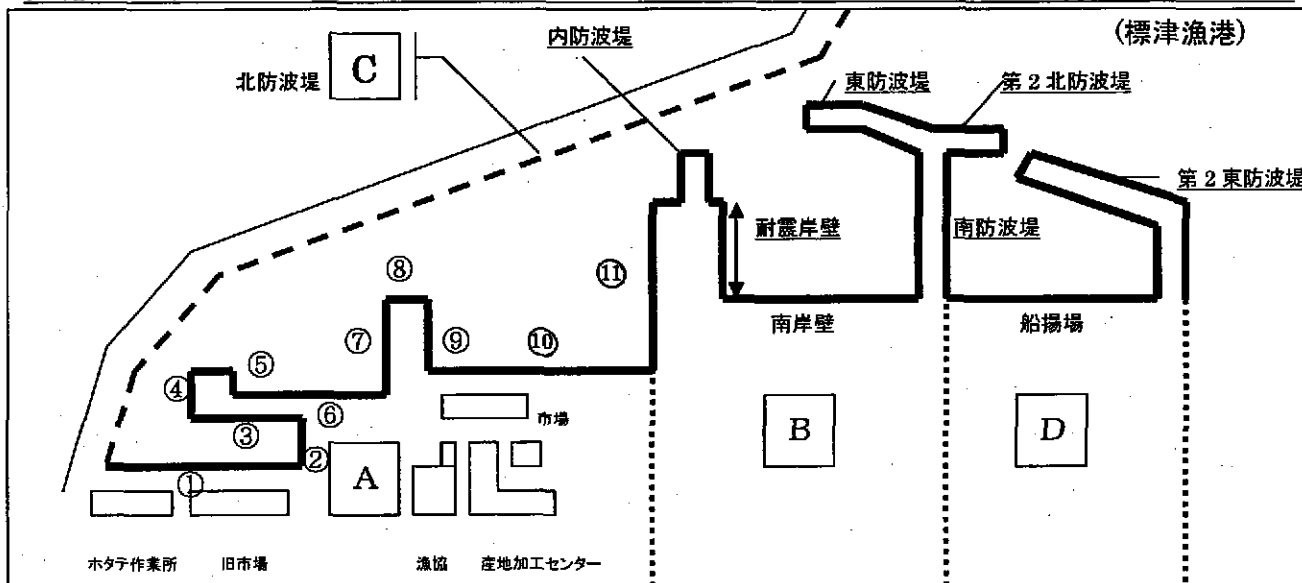 (標津漁港)
内防波堤
北防波堤
C
東防波堤
第2北防波堤
第2東防波堤
耐震岸壁
南防波堤
⑧
⑪
南岸壁
船揚場
⑦
⑨
⑩
⑤
④
⑥
市場
③
②
A
B
D
①
ホタテ作業所
旧市場
漁協
産地加工センター